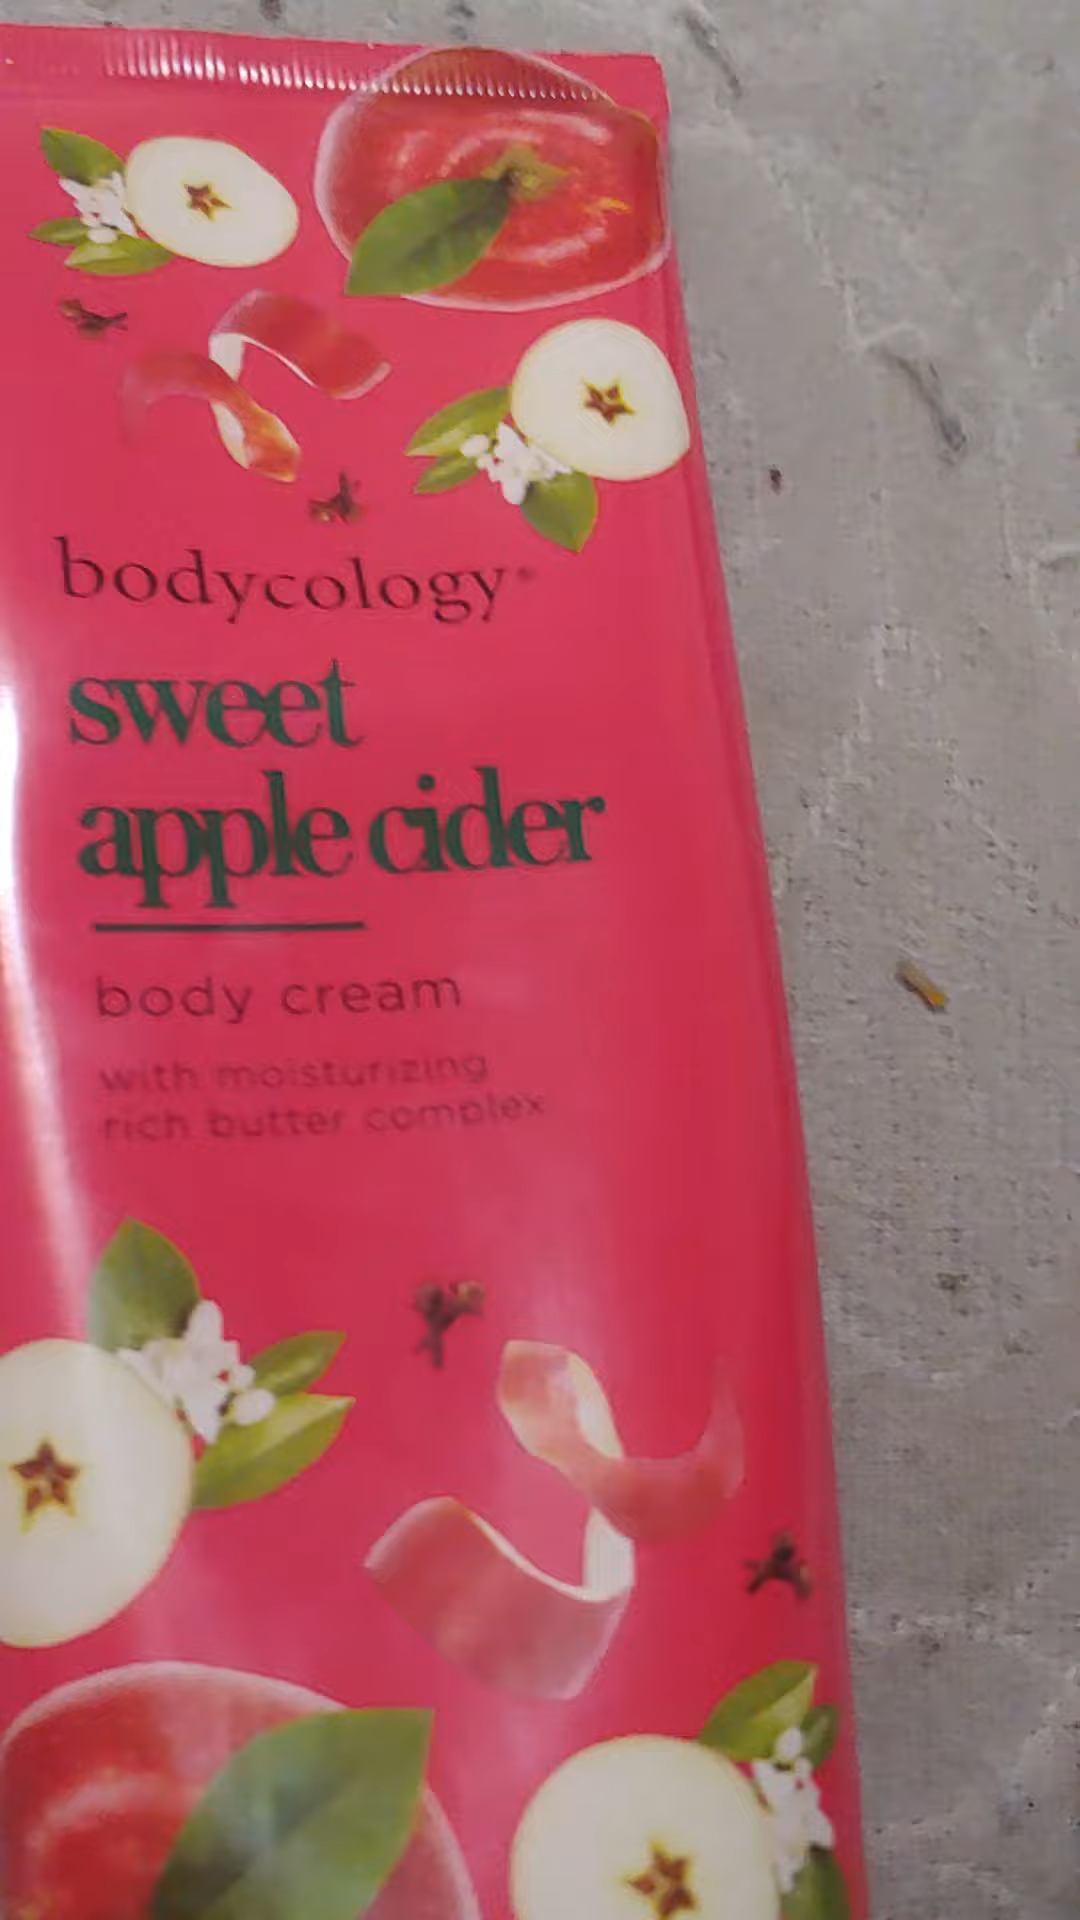 bodycology®
sweet
apple cider
body cream
with moisturizing
rich butter complex